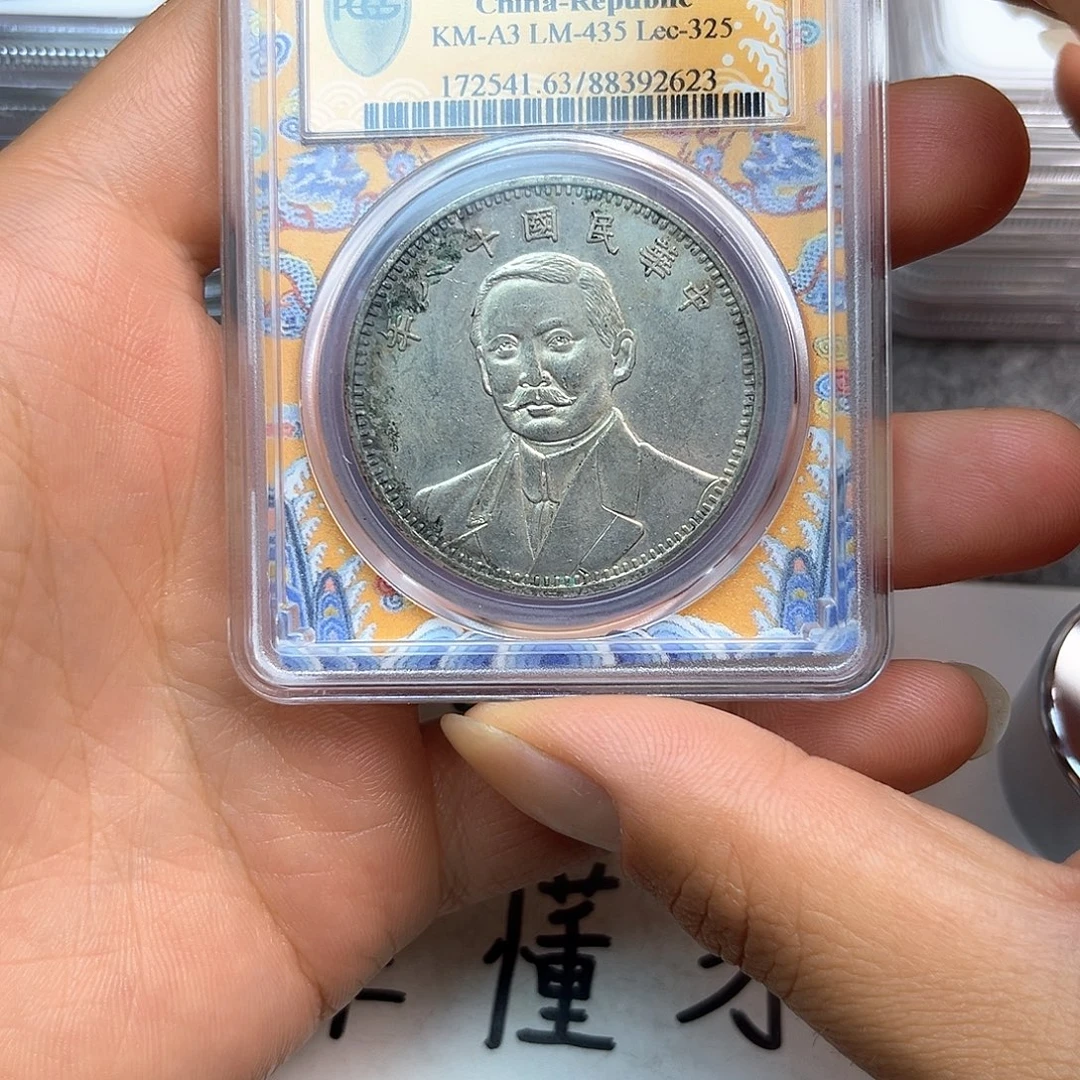 PCGS
China-Republic
KM-A3 LM-435 Lec-325
172541.63/88392623
年八十國民華中
懂